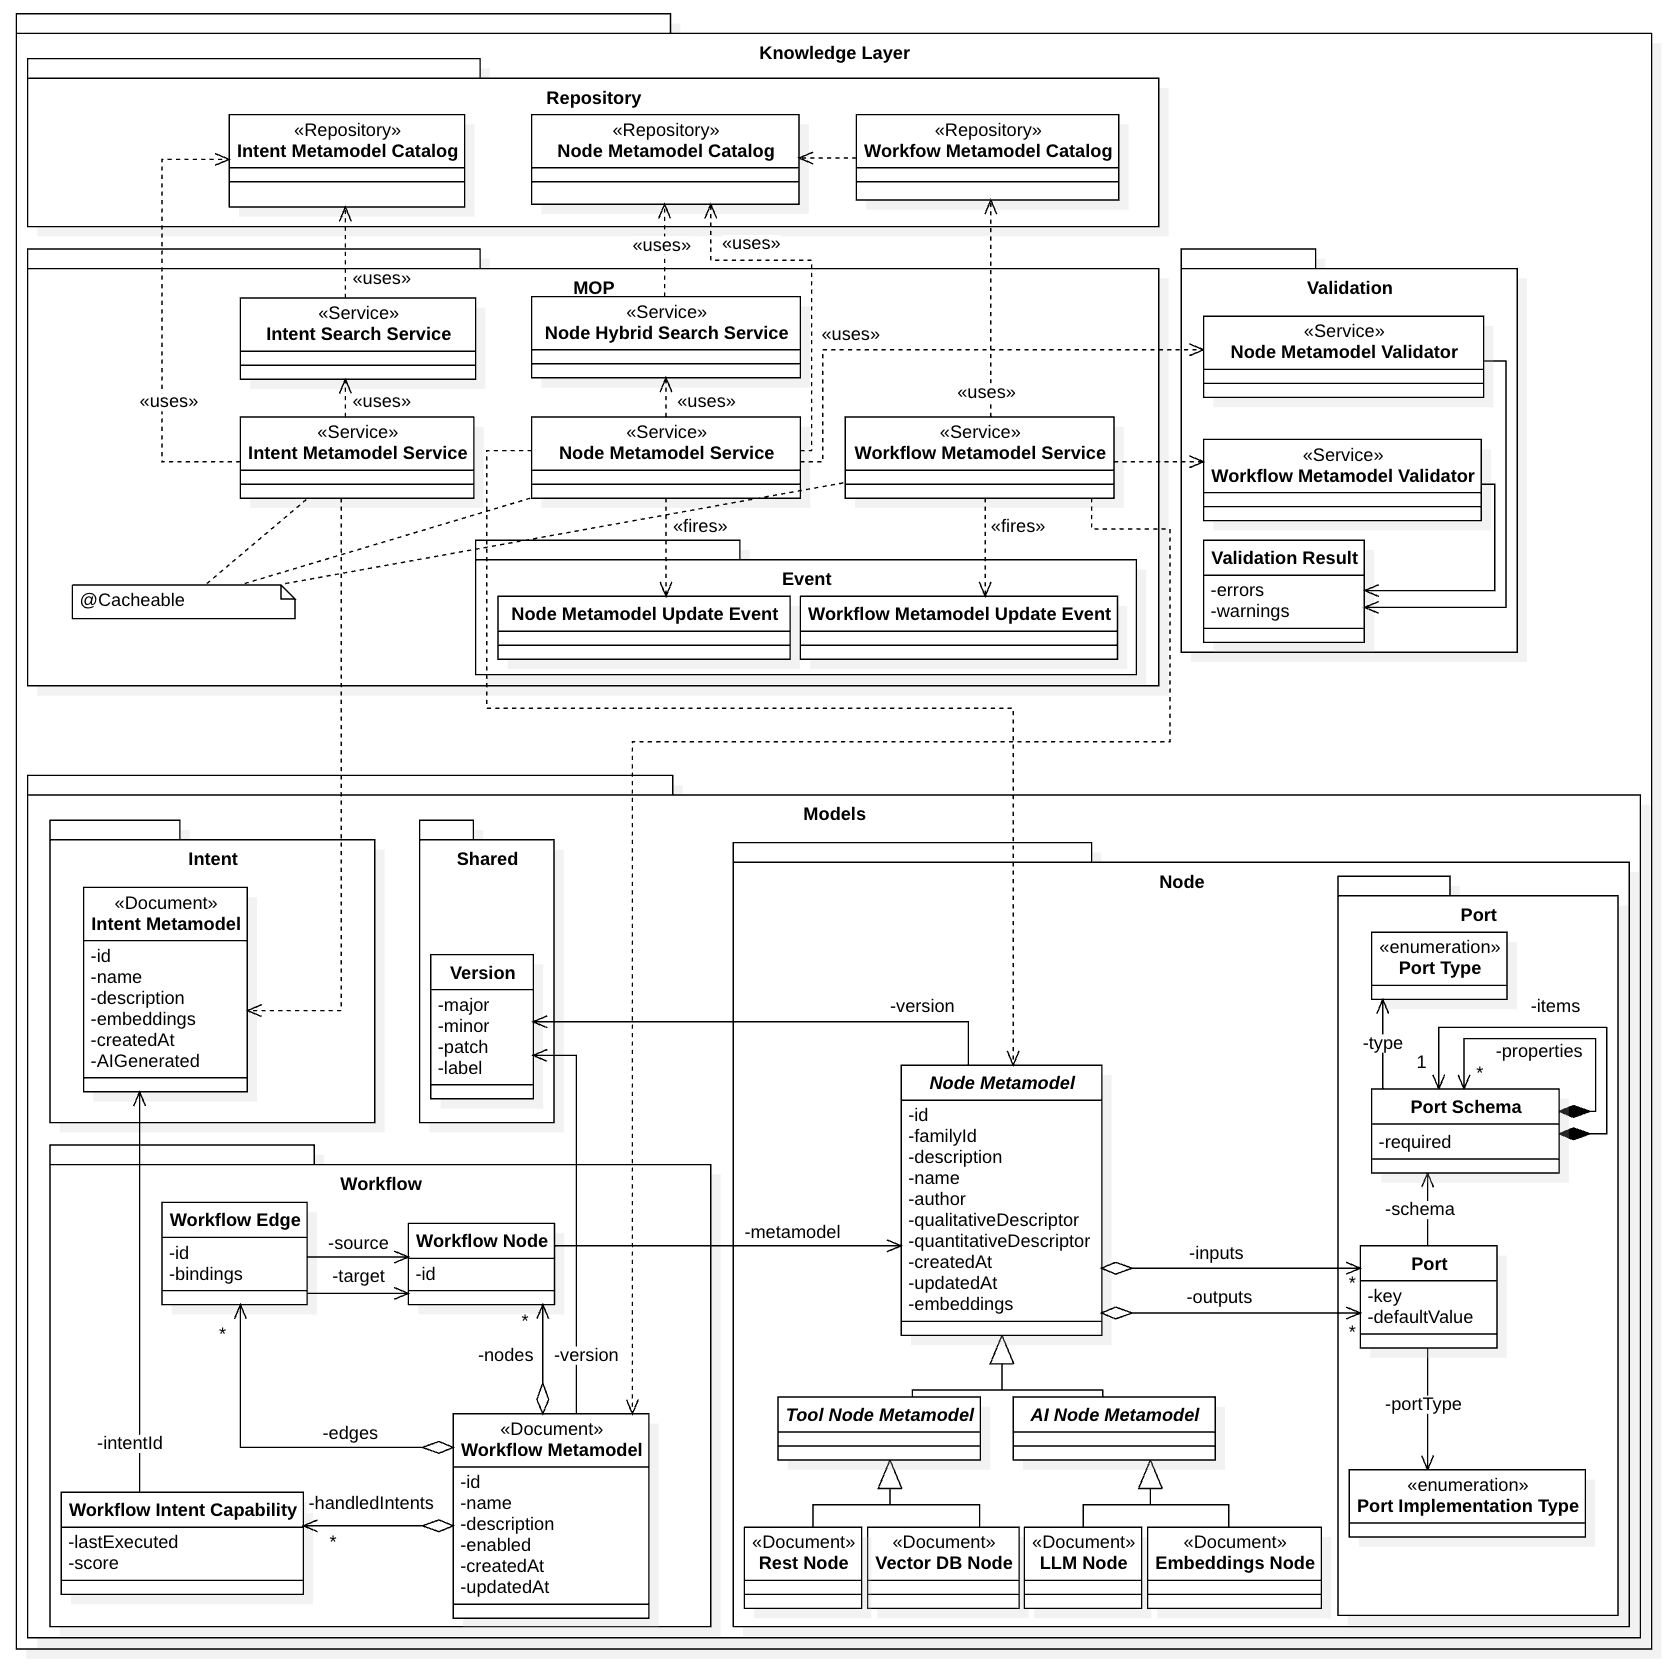 Knowledge Layer
Repository
«Repository»
Intent Metamodel Catalog
«Repository»
Node Metamodel Catalog
«Repository»
Workfow Metamodel Catalog
«uses»
«uses»
«uses»
MOP
«Service»
Intent Search Service
«Service»
Node Hybrid Search Service
«uses»
«uses»
«uses»
«uses»
«uses»
«Service»
Intent Metamodel Service
«Service»
Node Metamodel Service
«Service»
Workflow Metamodel Service
«fires»
«fires»
@Cacheable
Event
Node Metamodel Update Event
Workflow Metamodel Update Event
Validation
«Service»
Node Metamodel Validator
«Service»
Workflow Metamodel Validator
Validation Result
-errors
-warnings
Models
Intent
«Document»
Intent Metamodel
-id
-name
-description
-embeddings
-createdAt
-AIGenerated
Shared
Version
-major
-minor
-patch
-label
-version
Workflow
Workflow Edge
-id
-bindings
-source
-target
Workflow Node
-id
-metamodel
*
*
-nodes
-version
-edges
-intentId
«Document»
Workflow Metamodel
-id
-name
-description
-enabled
-createdAt
-updatedAt
-handledIntents
*
Workflow Intent Capability
-lastExecuted
-score
Node
Node Metamodel
-id
-familyId
-description
-name
-author
-qualitativeDescriptor
-quantitativeDescriptor
-createdAt
-updatedAt
-embeddings
-inputs
*
-outputs
*
Tool Node Metamodel
AI Node Metamodel
«Document»
Rest Node
«Document»
Vector DB Node
«Document»
LLM Node
«Document»
Embeddings Node
Port
«enumeration»
Port Type
-items
-type
-properties
1
*
Port Schema
-required
-schema
Port
-key
-defaultValue
-portType
«enumeration»
Port Implementation Type